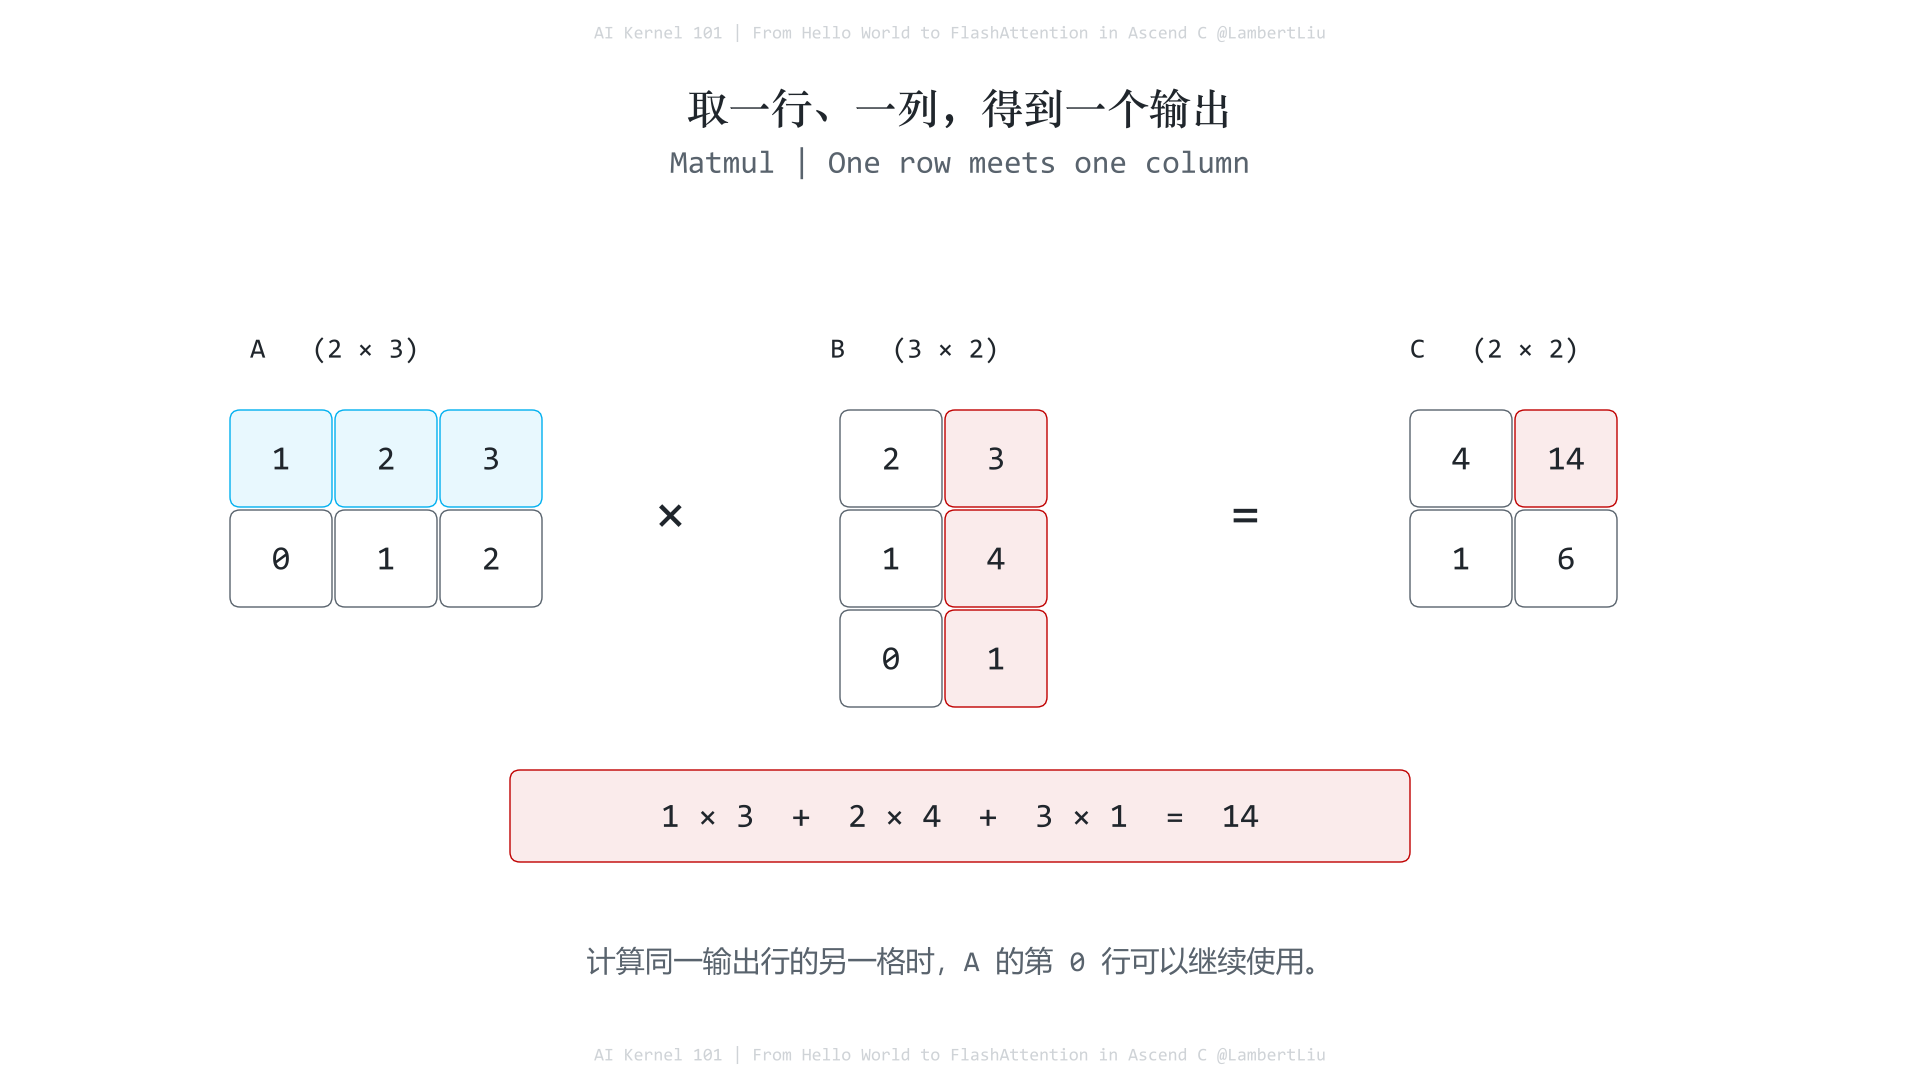 AI Kernel 101 | From Hello World to FlashAttention in Ascend C @LambertLiu
取一行、一列，得到一个输出
Matmul | One row meets one column
A (2 × 3)
B (3 × 2)
C (2 × 2)
1 2 3
0 1 2
×
2 3
1 4
0 1
=
4 14
1 6
1 × 3 + 2 × 4 + 3 × 1 = 14
计算同一输出行的另一格时，A 的第 0 行可以继续使用。
AI Kernel 101 | From Hello World to FlashAttention in Ascend C @LambertLiu